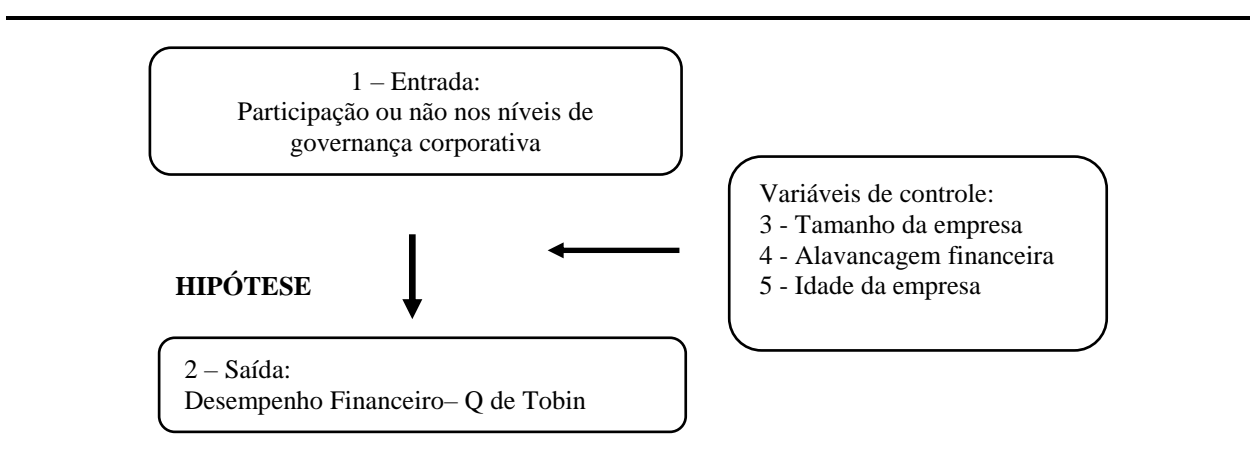 1 – Entrada:
Participação ou não nos níveis de
governança corporativa
Variáveis de controle:
3 - Tamanho da empresa
4 - Alavancagem financeira
5 - Idade da empresa
HIPÓTESE
2 – Saída:
Desempenho Financeiro– Q de Tobin